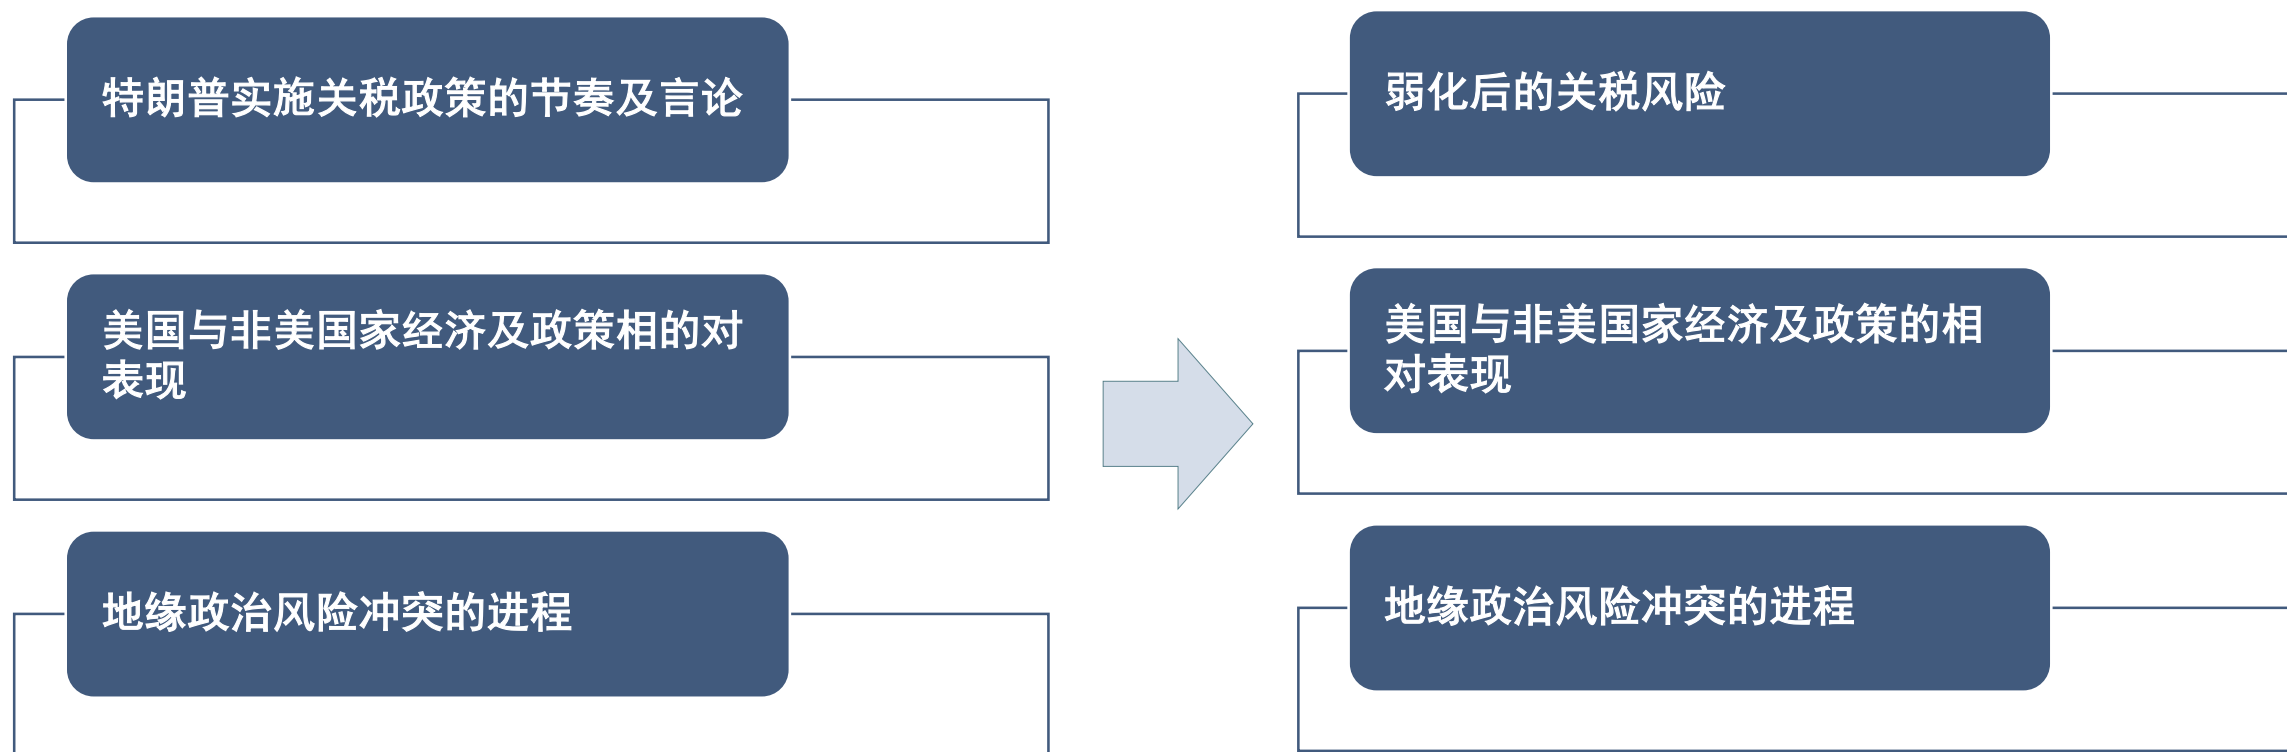 特朗普实施关税政策的节奏及言论
美国与非美国家经济及政策相的对
表现
地缘政治风险冲突的进程
弱化后的关税风险
美国与非美国家经济及政策的相
对表现
地缘政治风险冲突的进程